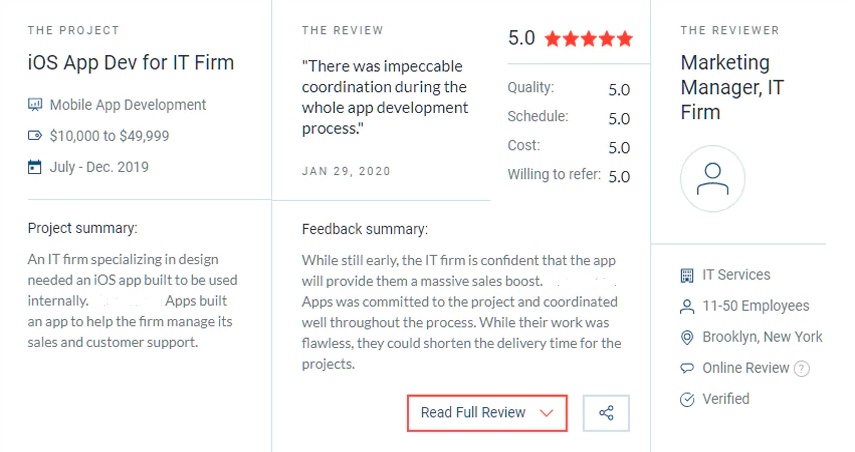 THE PROJECT
iOS App Dev for IT Firm
Mobile App Development
$10,000 to $49,999
July - Dec. 2019
Project summary:
An IT firm specializing in design
needed an iOS app built to be used
internally. Apps built
an app to help the firm manage its
sales and customer support.
THE REVIEW
"There was impeccable
coordination during the
whole app development
process."
JAN 29, 2020
5.0
Quality: 5.0
Schedule: 5.0
Cost: 5.0
Willing to refer: 5.0
Feedback summary:
While still early, the IT firm is confident that the app
will provide them a massive sales boost.
Apps was committed to the project and coordinated
well throughout the process. While their work was
flawless, they could shorten the delivery time for the
projects.
Read Full Review
THE REVIEWER
Marketing
Manager, IT
Firm
IT Services
11-50 Employees
Brooklyn, New York
Online Review ?
Verified